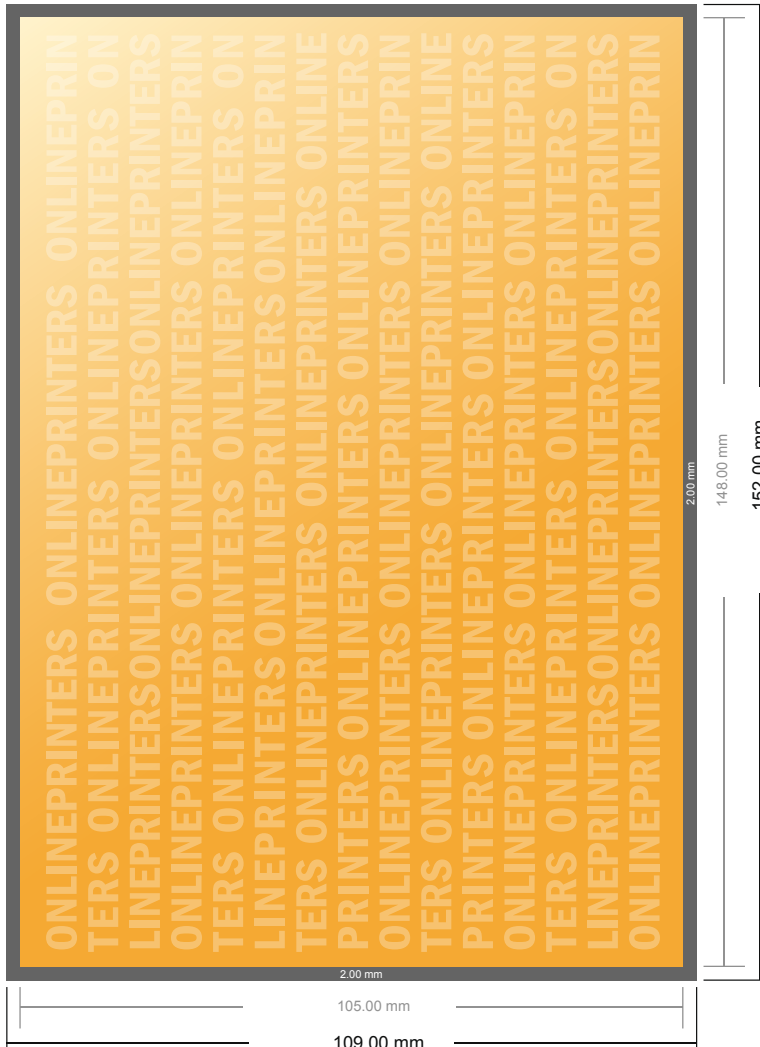 ONLINEPRINTERS ONLINEPRINTERS ONLINEPRIN
TERS ONLINEPRINTERS ONLINEPRINTERS ON
LINEPRINTERSONLINEPRINTERSONLINEPRINTERS
ONLINEPRINTERS ONLINEPRINTERS ONLINEPRIN
TERS ONLINEPRINTERS ONLINEPRINTERS ON
LINEPRINTERS ONLINEPRINTERS ONLINEPRIN
TERS ONLINEPRINTERS ONLINEPRINTERS ONLINE
PRINTERS ONLINEPRINTERS ONLINEPRINTERS
ONLINEPRINTERS ONLINEPRINTERS ONLINEPRIN
TERS ONLINEPRINTERS ONLINEPRINTERS ONLINE
PRINTERS ONLINEPRINTERS ONLINEPRINTERS
ONLINEPRINTERS ONLINEPRINTERS ONLINEPRIN
TERS ONLINEPRINTERS ONLINEPRINTERS ON
LINEPRINTERSONLINEPRINTERSONLINEPRINTERS
ONLINEPRINTERS ONLINEPRINTERS ONLINEPRIN
2.00 mm
148.00 mm
152.00 mm
2.00 mm
105.00 mm
109.00 mm